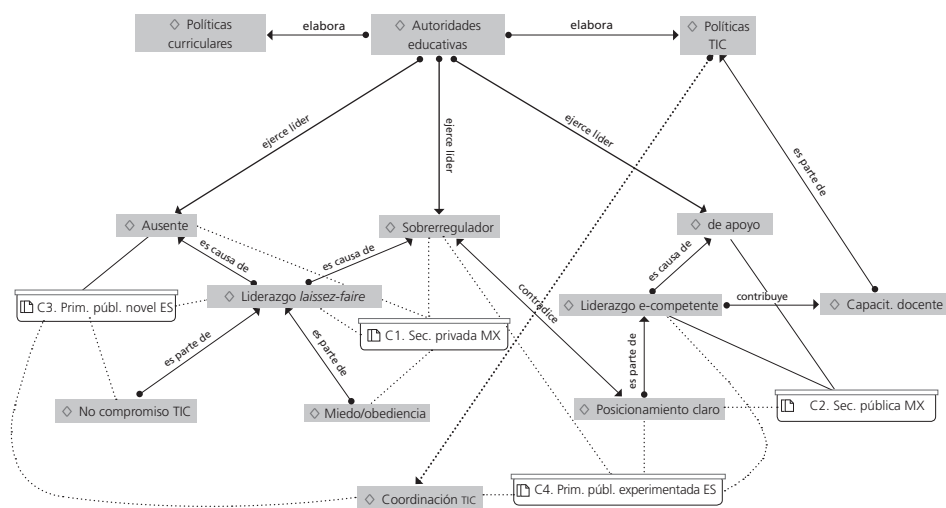 Políticas
curriculares
elabora
Autoridades
educativas
elabora
Políticas
TIC
ejerce líder
ejerce líder
ejerce líder
es parte de
Ausente
Sobrerregulador
de apoyo
es causa de
es causa de
es causa de
C3. Prim. públ. novel ES
Liderazgo laissez-faire
contradice
Liderazgo e-competente
contribuye
Capacit. docente
C1. Sec. privada MX
es parte de
es parte de
es parte de
No compromiso TIC
Miedo/obediencia
Posicionamiento claro
C2. Sec. pública MX
Coordinación TIC
C4. Prim. públ. experimentada ES